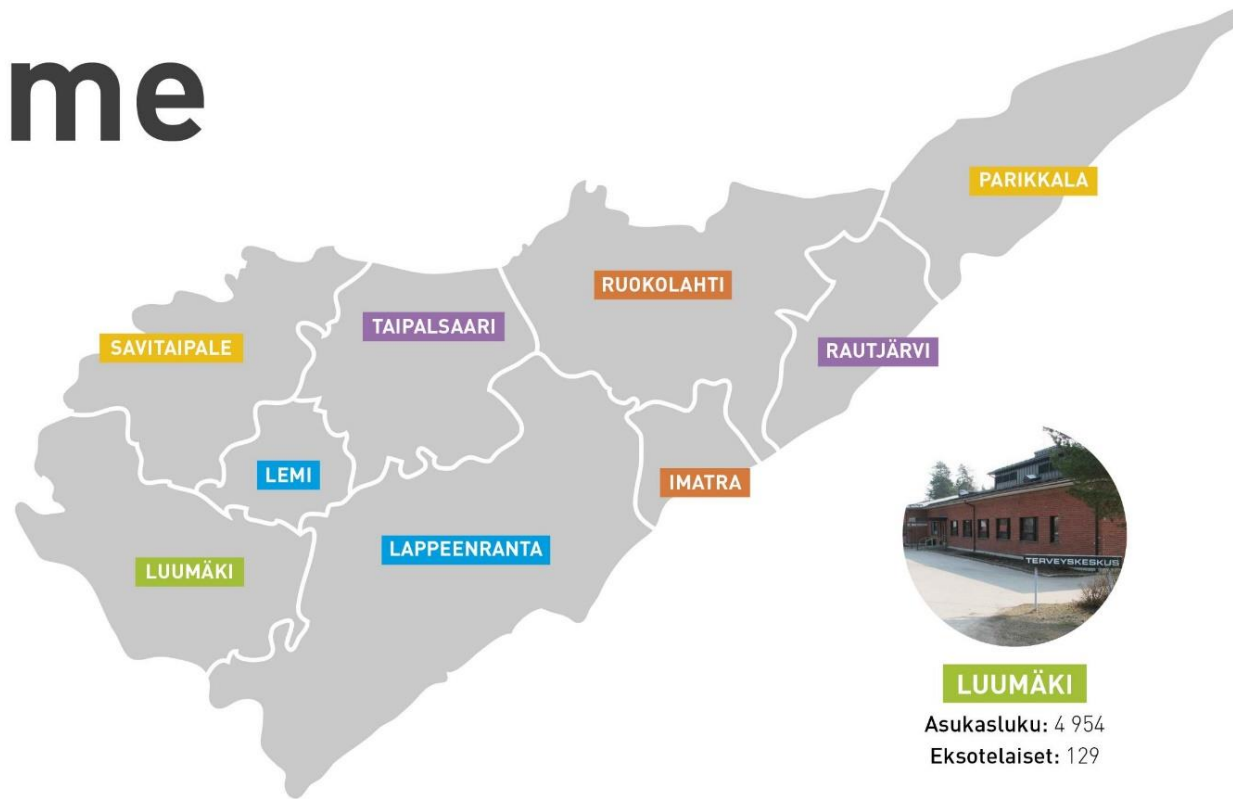 me
PARIKKALA
RUOKOLAHTI
TAIPALSAARI
SAVITAIPALE
RAUTJÄRVI
LEMI
IMATRA
LAPPEENRANTA
LUUMÄKI
TERVEYSKESKUS
LUUMÄKI
Asukasluku: 4 954
Eksotelaiset: 129